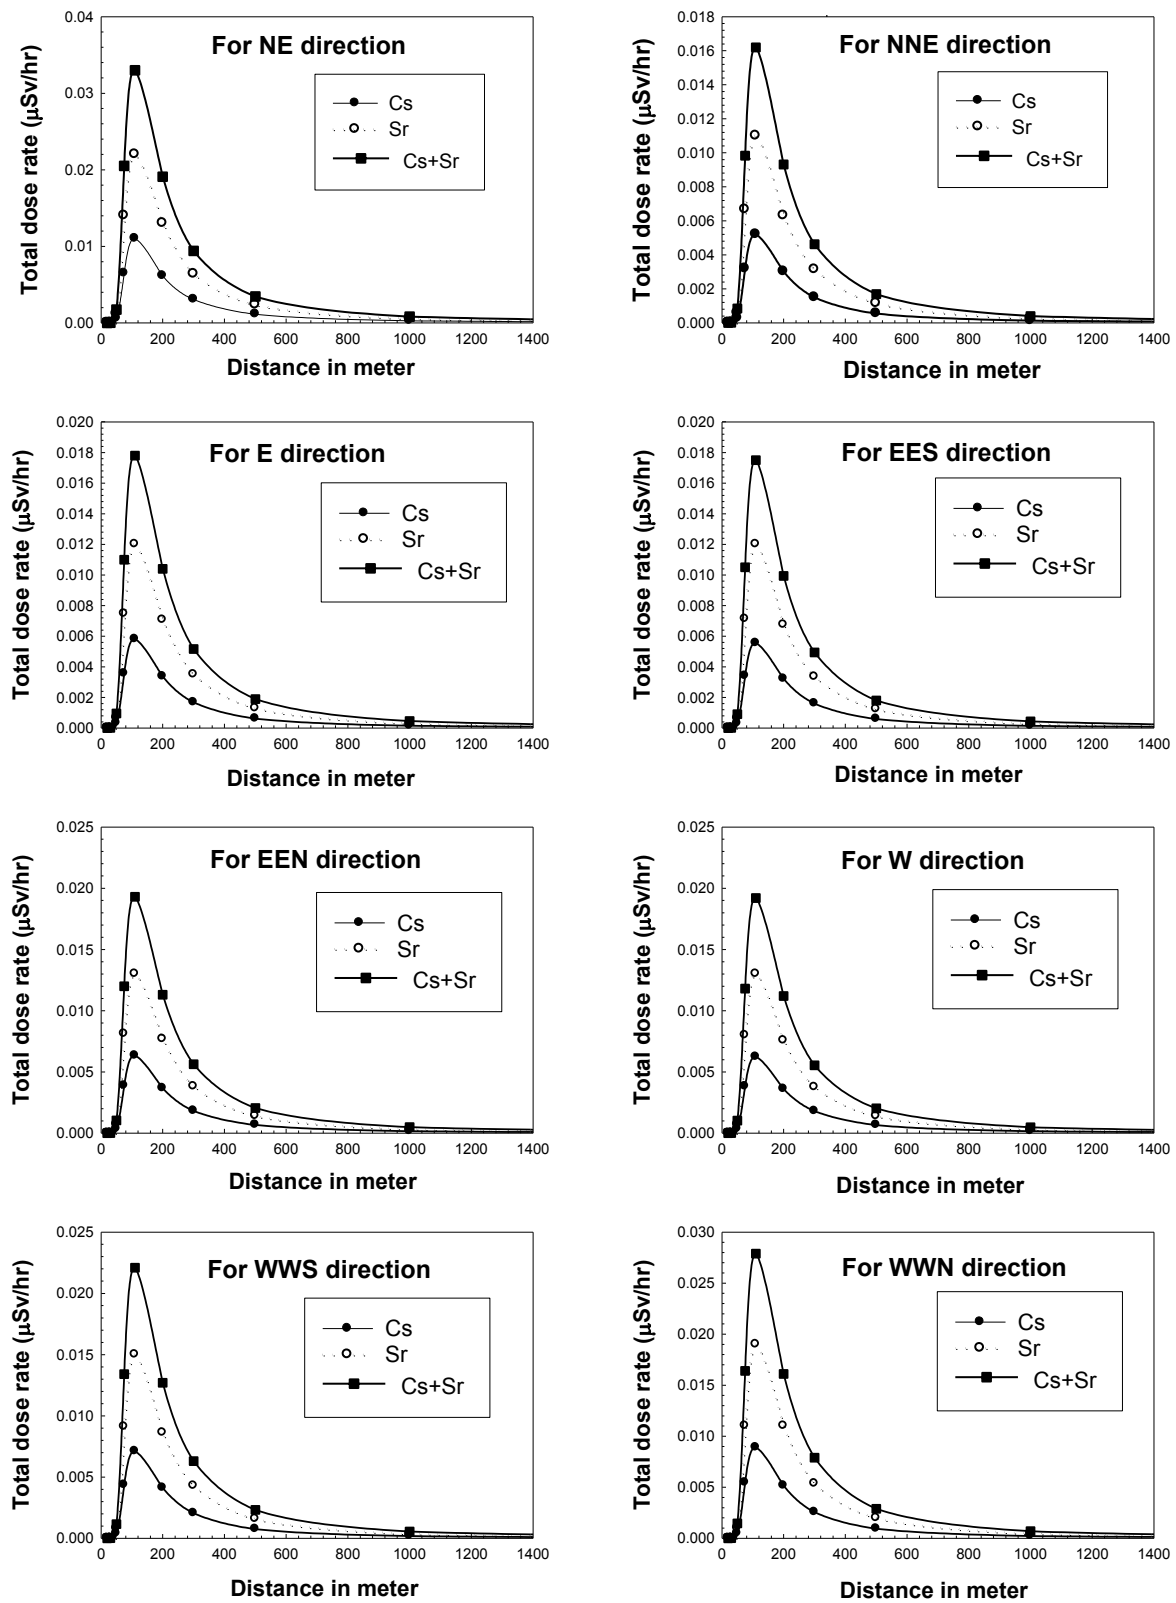 For NE direction
Total dose rate (µSv/hr)
0.04
0.03
0.02
0.01
0.00
Cs
Sr
Cs+Sr
0 200 400 600 800 1000 1200 1400
Distance in meter
For NNE direction
Total dose rate (µSv/hr)
0.018
0.016
0.014
0.012
0.010
0.008
0.006
0.004
0.002
0.000
Cs
Sr
Cs+Sr
0 200 400 600 800 1000 1200 1400
Distance in meter
For E direction
Total dose rate (µSv/hr)
0.020
0.018
0.016
0.014
0.012
0.010
0.008
0.006
0.004
0.002
0.000
Cs
Sr
Cs+Sr
0 200 400 600 800 1000 1200 1400
Distance in meter
For EES direction
Total dose rate (µSv/hr)
0.020
0.018
0.016
0.014
0.012
0.010
0.008
0.006
0.004
0.002
0.000
Cs
Sr
Cs+Sr
0 200 400 600 800 1000 1200 1400
Distance in meter
For EEN direction
Total dose rate (µSv/hr)
0.025
0.020
0.015
0.010
0.005
0.000
Cs
Sr
Cs+Sr
0 200 400 600 800 1000 1200 1400
Distance in meter
For W direction
Total dose rate (µSv/hr)
0.025
0.020
0.015
0.010
0.005
0.000
Cs
Sr
Cs+Sr
0 200 400 600 800 1000 1200 1400
Distance in meter
For WWS direction
Total dose rate (µSv/hr)
0.025
0.020
0.015
0.010
0.005
0.000
Cs
Sr
Cs+Sr
0 200 400 600 800 1000 1200 1400
Distance in meter
For WWN direction
Total dose rate (µSv/hr)
0.030
0.025
0.020
0.015
0.010
0.005
0.000
Cs
Sr
Cs+Sr
0 200 400 600 800 1000 1200 1400
Distance in meter